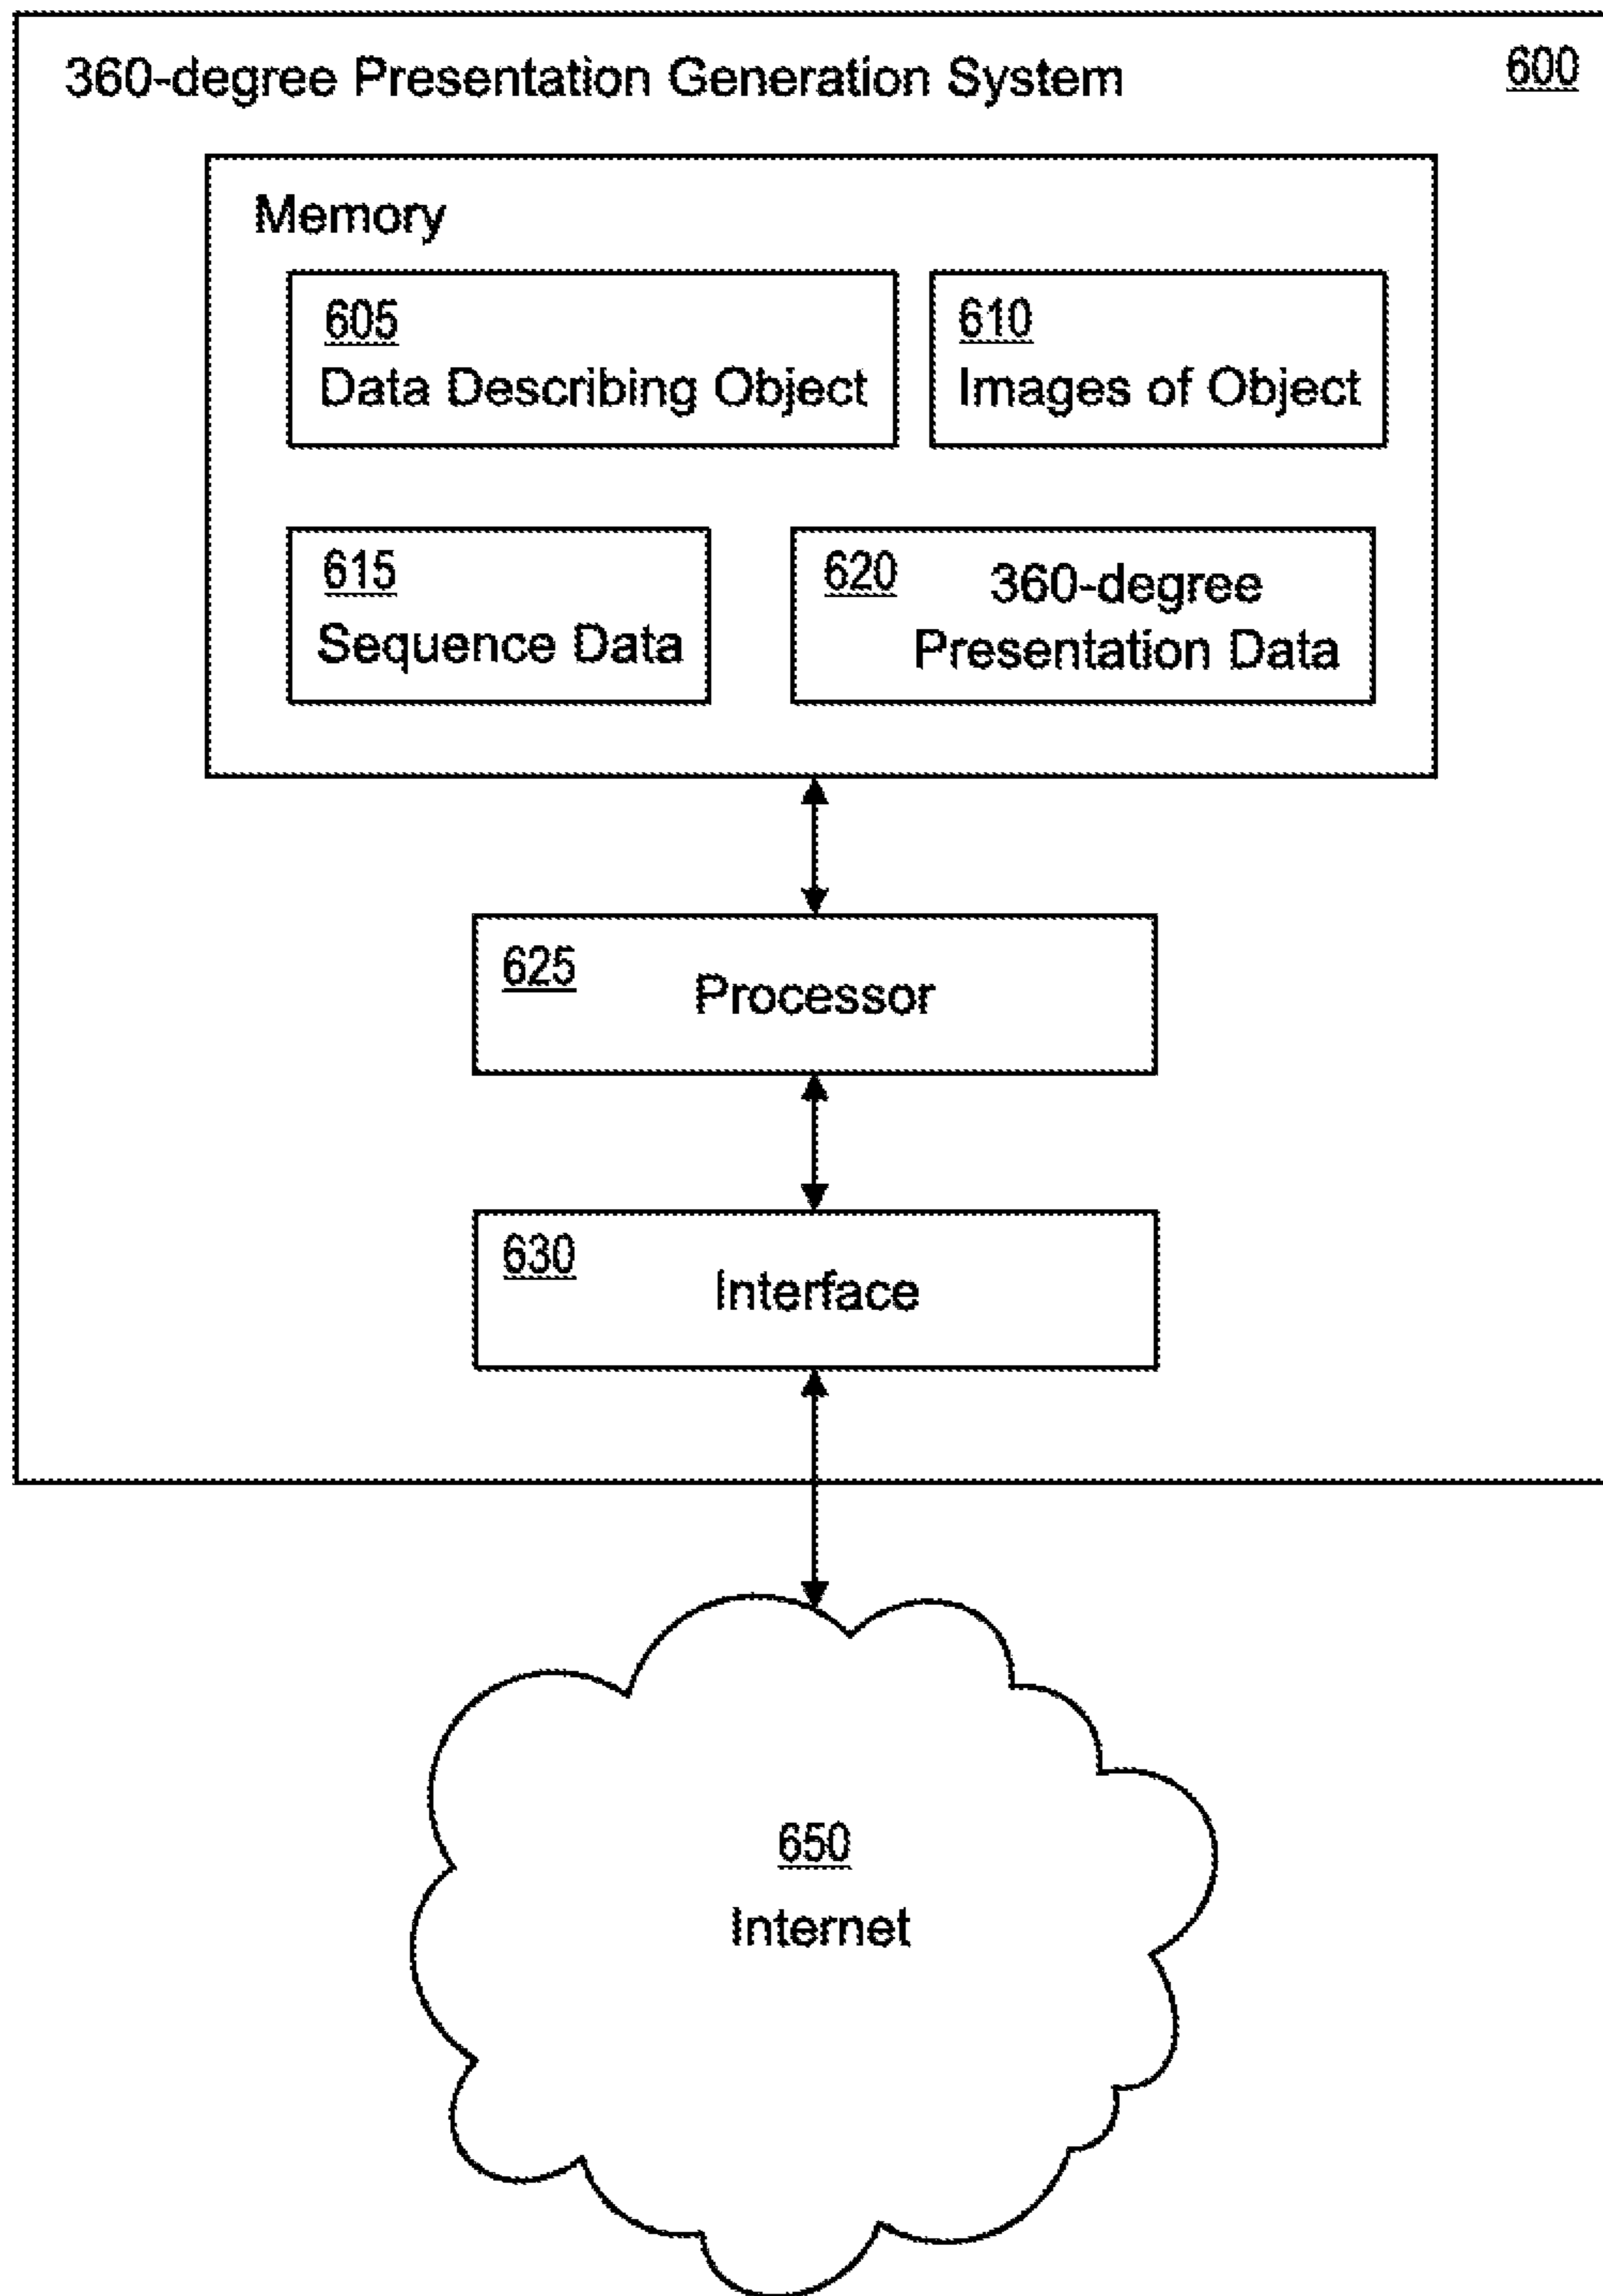 360-degree Presentation Generation System 600
Memory
605
Data Describing Object
610
Images of Object
615
Sequence Data
620 360-degree
Presentation Data
625
Processor
630
Interface
650
Internet